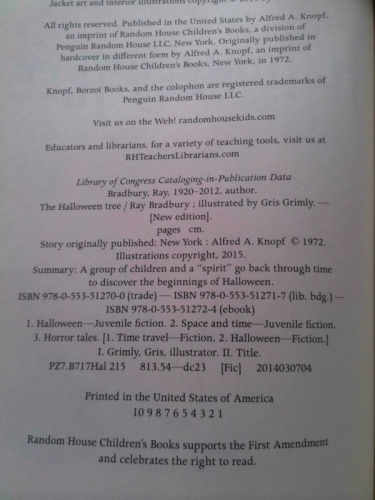 Jacket art and interior illustrations copyright
All rights reserved. Published in the United States by Alfred A. Knopf,
an imprint of Random House Children's Books, a division of
Penguin Random House LLC, New York. Originally published in
hardcover in different form by Alfred A. Knopf, an imprint of
Random House Children's Books, New York, in 1972.
Knopf, Borzoi Books, and the colophon are registered trademarks of
Penguin Random House LLC.
Visit us on the Web! randomhousekids.com
Educators and librarians, for a variety of teaching tools, visit us at
RHTeachersLibrarians.com
Library of Congress Cataloging-in-Publication Data
Bradbury, Ray, 1920–2012, author.
The Halloween tree / Ray Bradbury ; illustrated by Gris Grimly. —
[New edition].
pages cm.
Story originally published: New York : Alfred A. Knopf © 1972.
Illustrations copyright, 2015.
Summary: A group of children and a “spirit” go back through time
to discover the beginnings of Halloween.
ISBN 978-0-553-51270-0 (trade) — ISBN 978-0-553-51271-7 (lib. bdg.) —
ISBN 978-0-553-51272-4 (ebook)
1. Halloween—Juvenile fiction. 2. Space and time—Juvenile fiction.
3. Horror tales. [1. Time travel—Fiction. 2. Halloween—Fiction.]
I. Grimly, Gris, illustrator. II. Title.
PZ7.B717Hal 215 813.54—dc23 [Fic] 2014030704
Printed in the United States of America
10 9 8 7 6 5 4 3 2 1
Random House Children's Books supports the First Amendment
and celebrates the right to read.